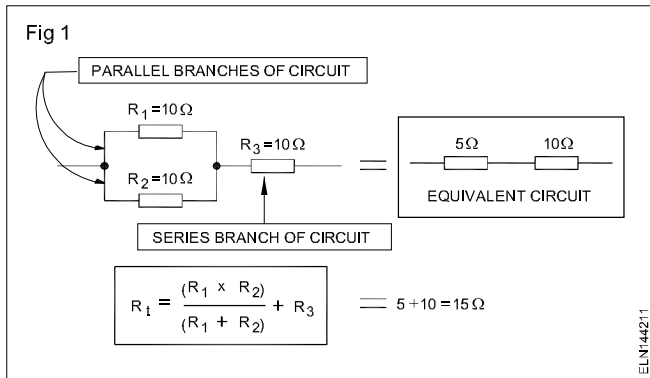 Fig 1
PARALLEL BRANCHES OF CIRCUIT
R1 =10Ω
R2 =10Ω
R3 =10Ω
=
5Ω 10Ω
EQUIVALENT CIRCUIT
SERIES BRANCH OF CIRCUIT
Rt = (R1 x R2) / (R1 + R2) + R3
= 5 +10 = 15 Ω
ELN144211